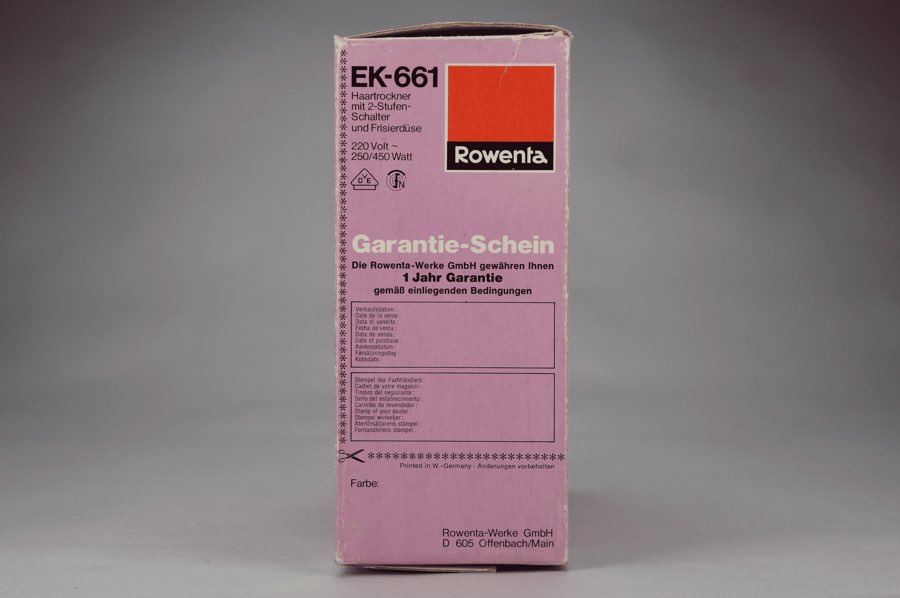 EK-661
Haartrockner
mit 2-Stufen-
Schalter
und Frisierdüse
220 Volt ~
250/450 Watt
VDE
Rowenta
Garantie-Schein
Die Rowenta-Werke GmbH gewähren Ihnen
1 Jahr Garantie
gemäß einliegenden Bedingungen
Verkaufsdatum:
Date de la vente:
Data di vendita:
Fecha de venta:
Data de venda:
Date of purchase:
Aankoopdatum:
Försäljningsdag:
Kobsdato:
Stempel des Fachhändlers:
Cachet de votre magasin:
Timbro del negoziante:
Sello del establecimiento:
Carimbo do revendedor:
Stamp of your dealer:
Stempel winkelier:
Återförsäljarens stämpel:
Forhandlerens stempel:
Printed in W.-Germany - Änderungen vorbehalten
Farbe:
Rowenta-Werke GmbH
D 605 Offenbach/Main